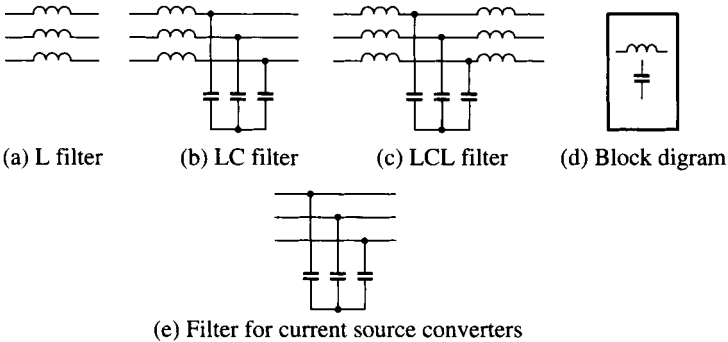 (a) L filter
(b) LC filter
(c) LCL filter
(d) Block digram
(e) Filter for current source converters